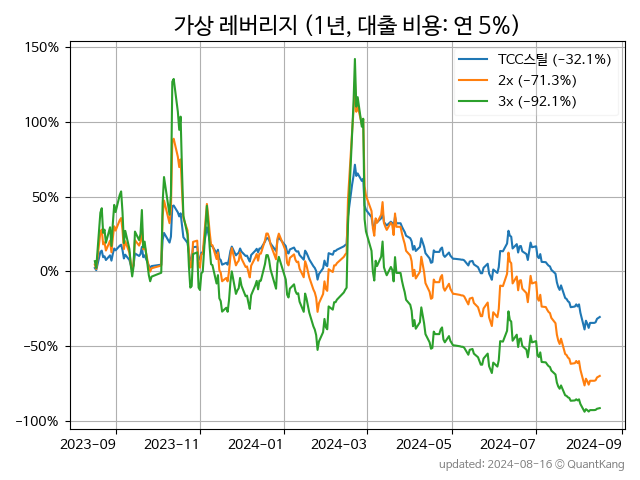 가상 레버리지 (1년, 대출 비용: 연 5%)
150%
100%
50%
0%
−50%
−100%
TCC스틸 (−32.1%)
2x (−71.3%)
3x (−92.1%)
2023-09 2023-11 2024-01 2024-03 2024-05 2024-07 2024-09
updated: 2024-08-16 © QuantKang